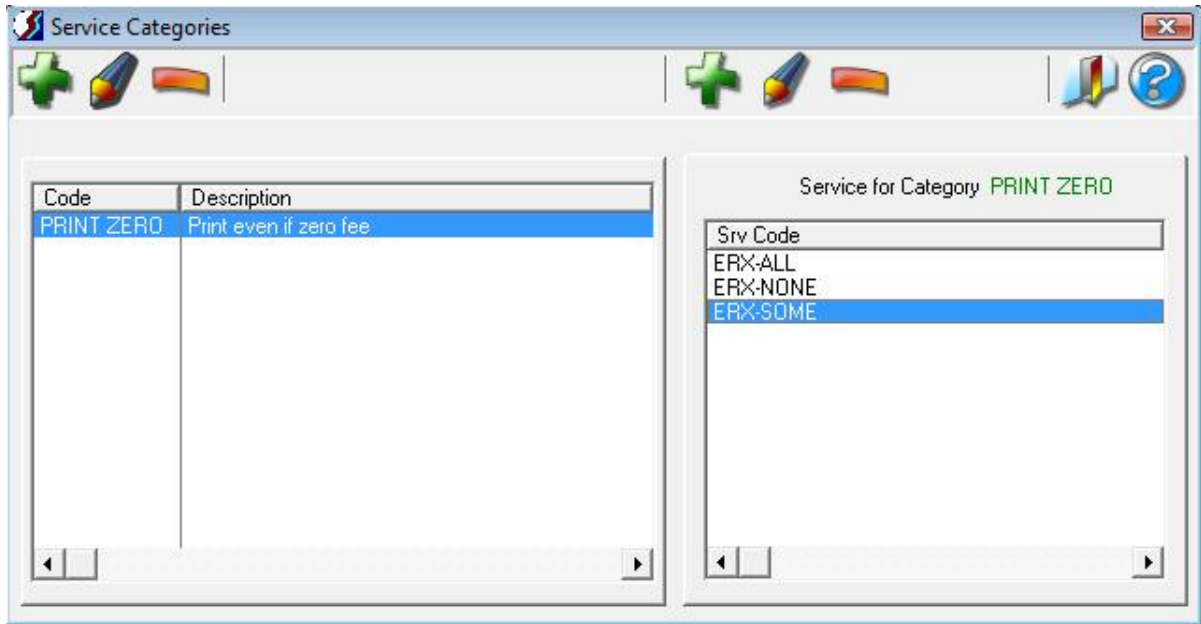 Service Categories
Service for Category PRINT ZERO
Code Description
PRINT ZERO Print even if zero fee
Srv Code
ERX-ALL
ERX-NONE
ERX-SOME